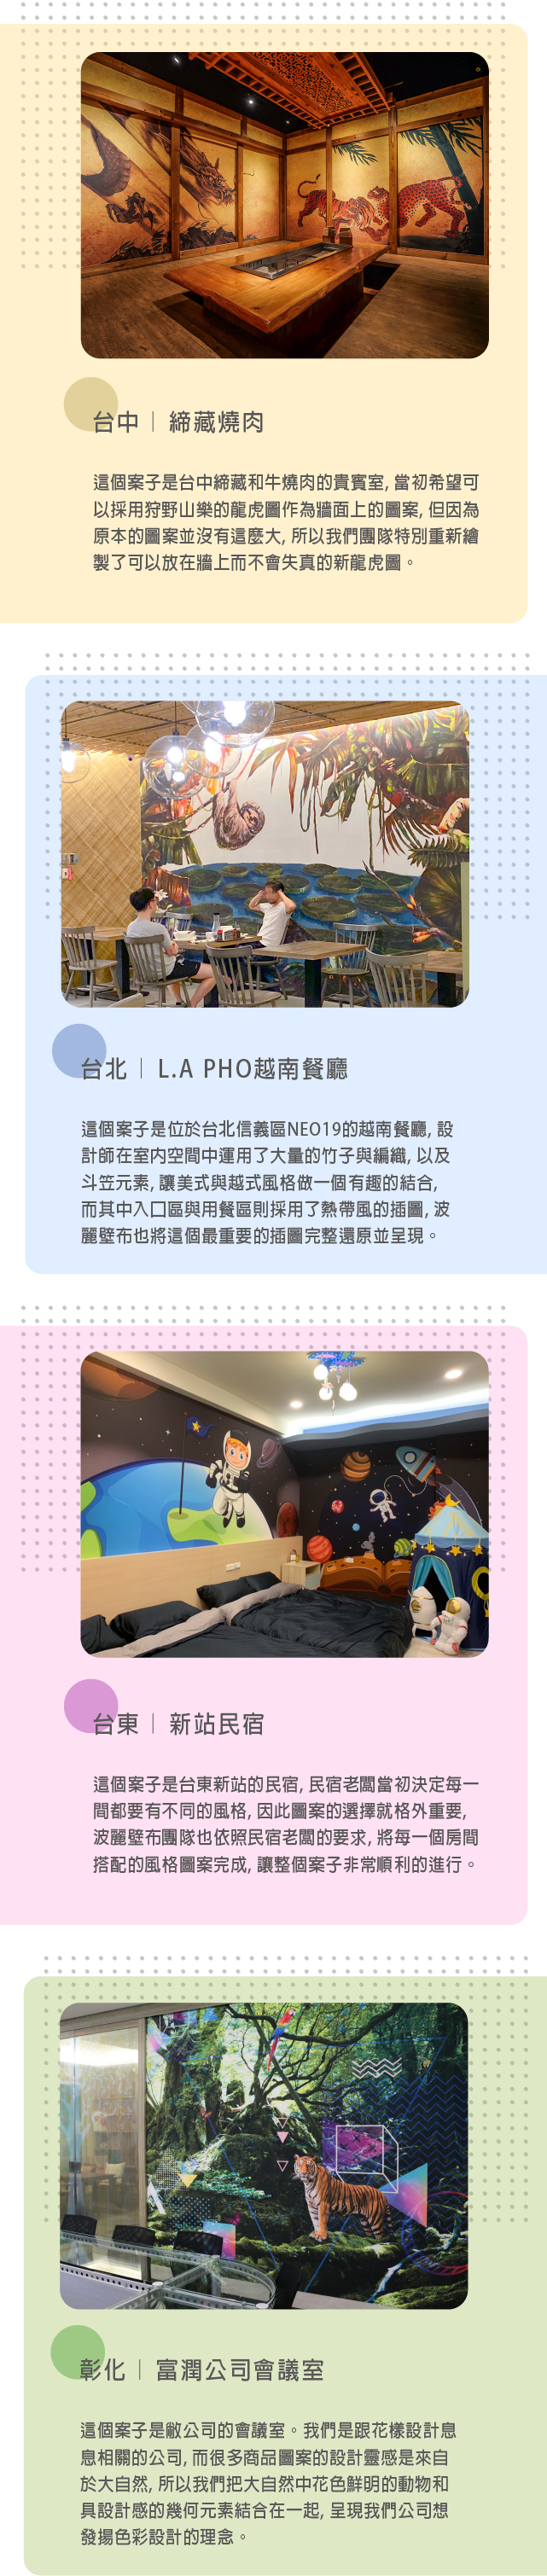 台中｜締藏燒肉
這個案子是台中締藏和牛燒肉的貴賓室, 當初希望可
以採用狩野山樂的龍虎圖作為牆面上的圖案, 但因為
原本的圖案並沒有這麼大, 所以我們團隊特別重新繪
製了可以放在牆上而不會失真的新龍虎圖。
台北｜L.A PHO越南餐廳
這個案子是位於台北信義區NEO19的越南餐廳, 設
計師在室內空間中運用了大量的竹子與編織, 以及
斗笠元素, 讓美式與越式風格做一個有趣的結合,
而其中入口區與用餐區則採用了熱帶風的插圖, 波
麗壁布也將這個最重要的插圖完整還原並呈現。
台東｜新站民宿
這個案子是台東新站的民宿, 民宿老闆當初決定每一
間都要有不同的風格, 因此圖案的選擇就格外重要,
波麗壁布團隊也依照民宿老闆的要求, 將每一個房間
搭配的風格圖案完成, 讓整個案子非常順利的進行。
彰化｜富潤公司會議室
這個案子是敝公司的會議室。我們是跟花樣設計息
息相關的公司, 而很多商品圖案的設計靈感是來自
於大自然, 所以我們把大自然中花色鮮明的動物和
具設計感的幾何元素結合在一起, 呈現我們公司想
發揚色彩設計的理念。